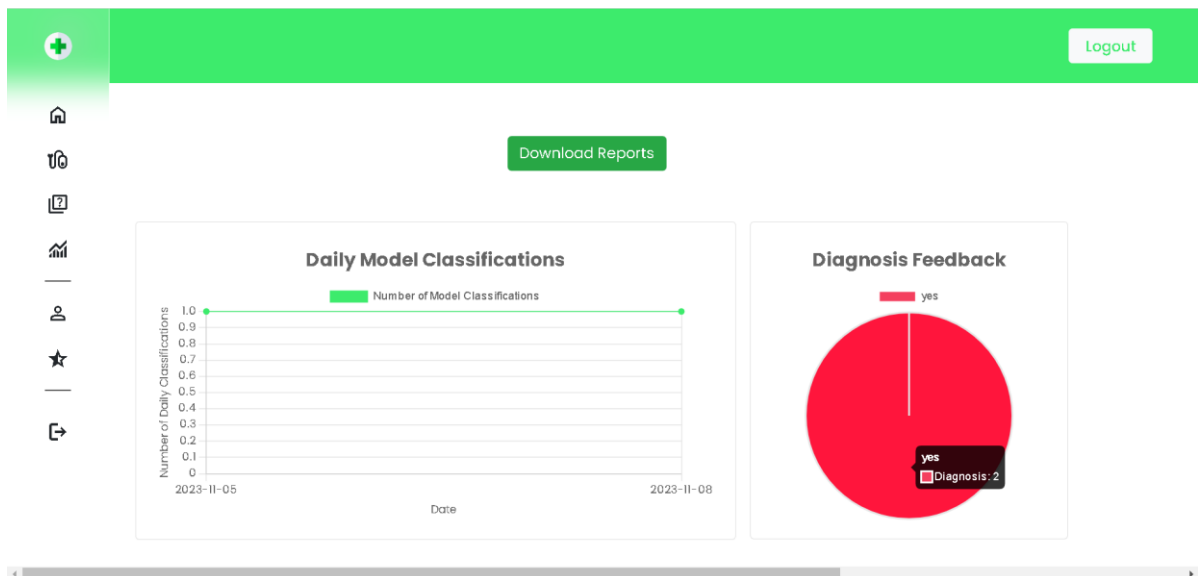 Logout
Download Reports
Daily Model Classifications
Number of Model Classifications
Number of Daily Classifications
1.0
0.9
0.8
0.7
0.6
0.5
0.4
0.3
0.2
0.1
0
2023-11-05
2023-11-08
Date
Diagnosis Feedback
yes
yes
Diagnosis: 2